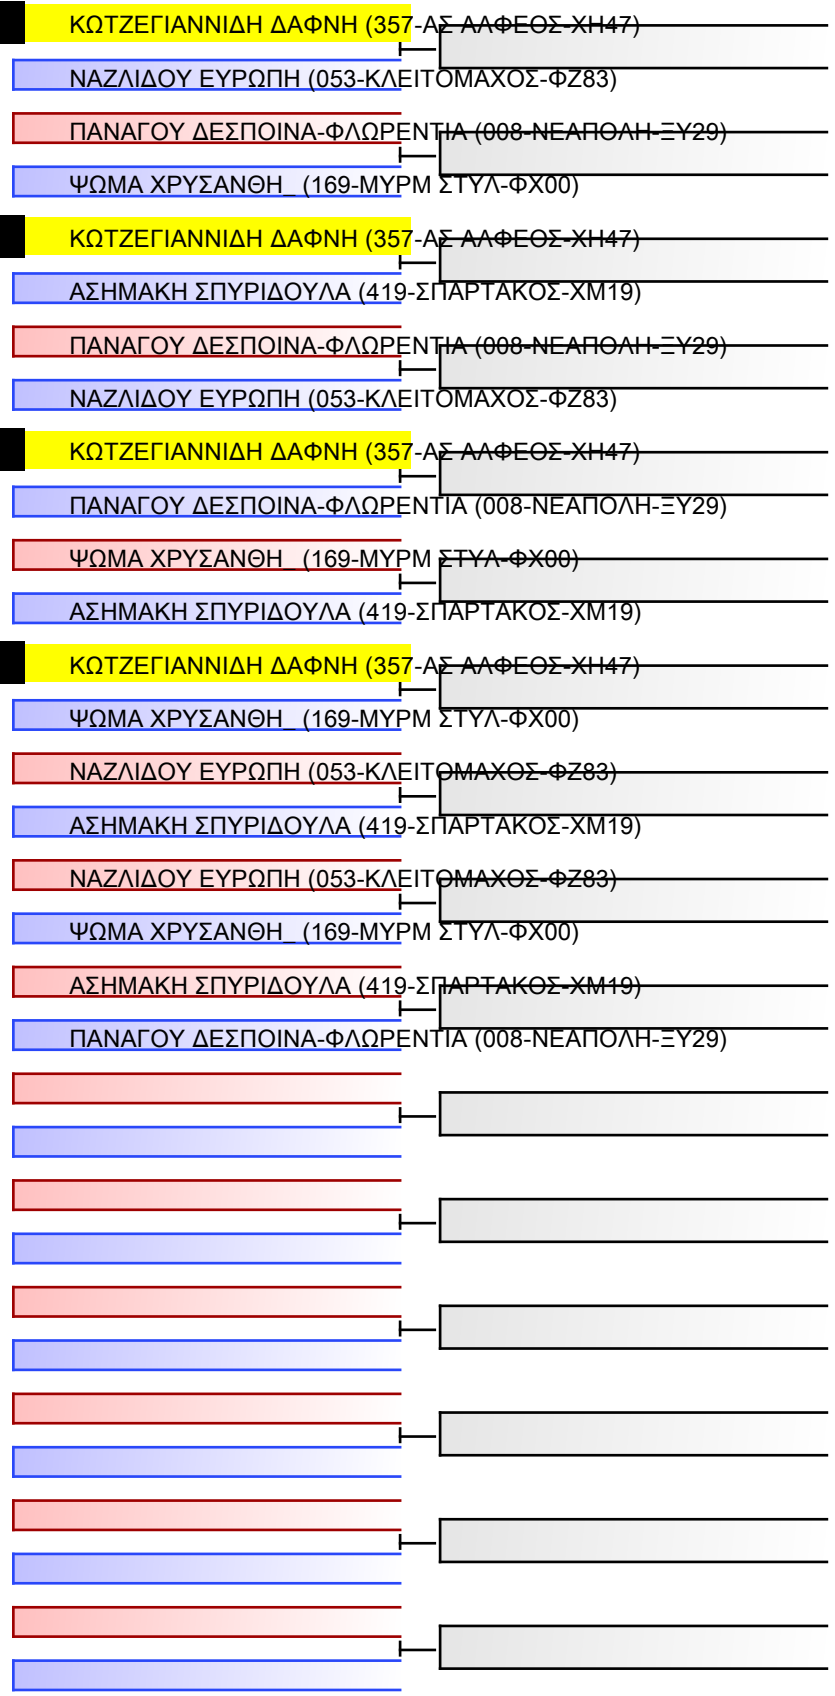 ΚΩΤΖΕΓΙΑΝΝΙΔΗ ΔΑΦΝΗ (357-ΑΣ ΑΛΦΕΟΣ-ΧΗ47)
ΝΑΖΛΙΔΟΥ ΕΥΡΩΠΗ (053-ΚΛΕΙΤΟΜΑΧΟΣ-ΦΖ83)
ΠΑΝΑΓΟΥ ΔΕΣΠΟΙΝΑ-ΦΛΩΡΕΝΤΙΑ (008-ΝΕΑΠΟΛΗ-ΞΥ29)
ΨΩΜΑ ΧΡΥΣΑΝΘΗ_ (169-ΜΥΡΜ ΣΤΥΛ-ΦΧ00)
ΚΩΤΖΕΓΙΑΝΝΙΔΗ ΔΑΦΝΗ (357-ΑΣ ΑΛΦΕΟΣ-ΧΗ47)
ΑΣΗΜΑΚΗ ΣΠΥΡΙΔΟΥΛΑ (419-ΣΠΑΡΤΑΚΟΣ-ΧΜ19)
ΠΑΝΑΓΟΥ ΔΕΣΠΟΙΝΑ-ΦΛΩΡΕΝΤΙΑ (008-ΝΕΑΠΟΛΗ-ΞΥ29)
ΝΑΖΛΙΔΟΥ ΕΥΡΩΠΗ (053-ΚΛΕΙΤΟΜΑΧΟΣ-ΦΖ83)
ΚΩΤΖΕΓΙΑΝΝΙΔΗ ΔΑΦΝΗ (357-ΑΣ ΑΛΦΕΟΣ-ΧΗ47)
ΠΑΝΑΓΟΥ ΔΕΣΠΟΙΝΑ-ΦΛΩΡΕΝΤΙΑ (008-ΝΕΑΠΟΛΗ-ΞΥ29)
ΨΩΜΑ ΧΡΥΣΑΝΘΗ_ (169-ΜΥΡΜ ΣΤΥΛ-ΦΧ00)
ΑΣΗΜΑΚΗ ΣΠΥΡΙΔΟΥΛΑ (419-ΣΠΑΡΤΑΚΟΣ-ΧΜ19)
ΚΩΤΖΕΓΙΑΝΝΙΔΗ ΔΑΦΝΗ (357-ΑΣ ΑΛΦΕΟΣ-ΧΗ47)
ΨΩΜΑ ΧΡΥΣΑΝΘΗ_ (169-ΜΥΡΜ ΣΤΥΛ-ΦΧ00)
ΝΑΖΛΙΔΟΥ ΕΥΡΩΠΗ (053-ΚΛΕΙΤΟΜΑΧΟΣ-ΦΖ83)
ΑΣΗΜΑΚΗ ΣΠΥΡΙΔΟΥΛΑ (419-ΣΠΑΡΤΑΚΟΣ-ΧΜ19)
ΝΑΖΛΙΔΟΥ ΕΥΡΩΠΗ (053-ΚΛΕΙΤΟΜΑΧΟΣ-ΦΖ83)
ΨΩΜΑ ΧΡΥΣΑΝΘΗ_ (169-ΜΥΡΜ ΣΤΥΛ-ΦΧ00)
ΑΣΗΜΑΚΗ ΣΠΥΡΙΔΟΥΛΑ (419-ΣΠΑΡΤΑΚΟΣ-ΧΜ19)
ΠΑΝΑΓΟΥ ΔΕΣΠΟΙΝΑ-ΦΛΩΡΕΝΤΙΑ (008-ΝΕΑΠΟΛΗ-ΞΥ29)